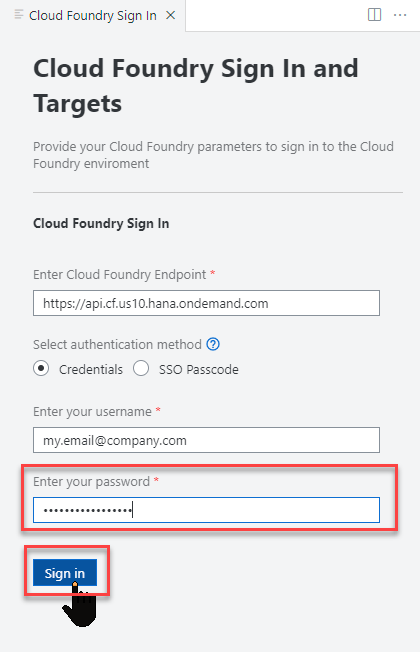 Cloud Foundry Sign In
Cloud Foundry Sign In and
Targets
Provide your Cloud Foundry parameters to sign in to the Cloud
Foundry enviroment
Cloud Foundry Sign In
Enter Cloud Foundry Endpoint *
https://api.cf.us10.hana.ondemand.com
Select authentication method
Credentials SSO Passcode
Enter your username *
my.email@company.com
Enter your password *
•••••••••••••••••
Sign in